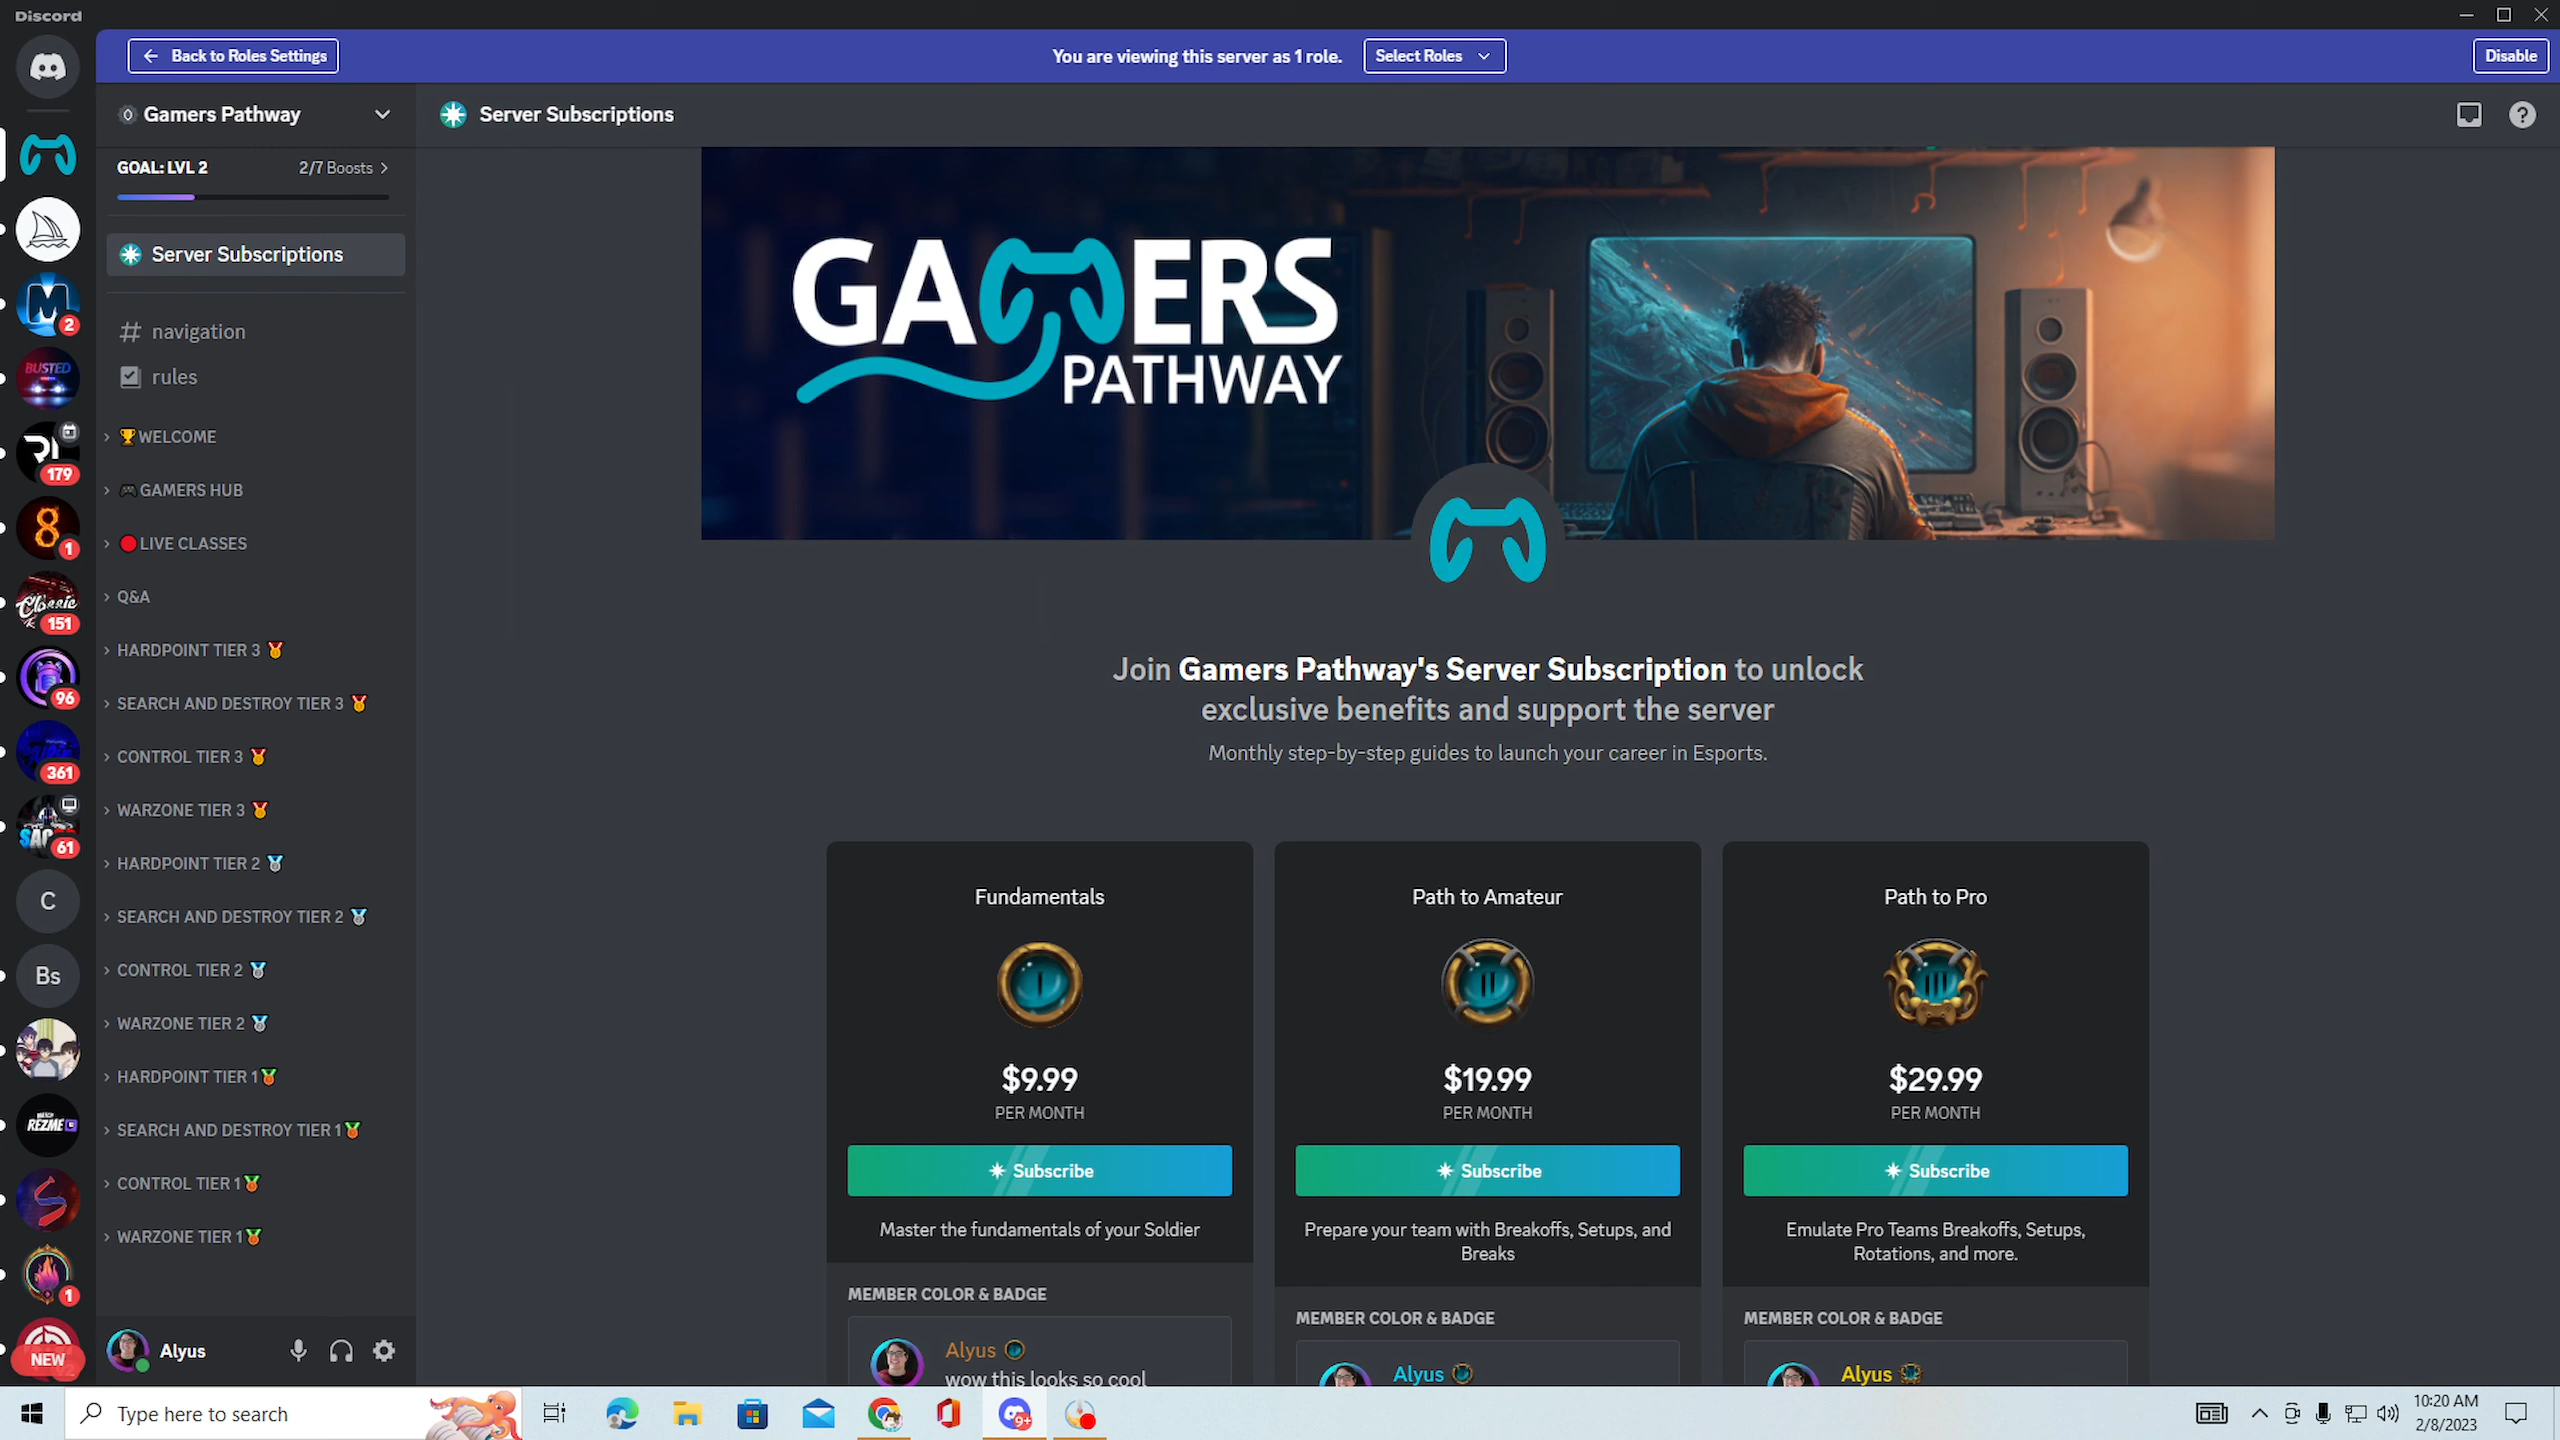 Discord
Back to Roles Settings
You are viewing this server as 1 role.
Select Roles
Disable
Gamers Pathway
Server Subscriptions
GOAL: LVL 2
2/7 Boosts
Server Subscriptions
navigation
rules
WELCOME
GAMERS HUB
LIVE CLASSES
Q&A
HARDPOINT TIER 3
SEARCH AND DESTROY TIER 3
CONTROL TIER 3
WARZONE TIER 3
HARDPOINT TIER 2
SEARCH AND DESTROY TIER 2
CONTROL TIER 2
WARZONE TIER 2
HARDPOINT TIER 1
SEARCH AND DESTROY TIER 1
CONTROL TIER 1
WARZONE TIER 1
Alyus
M
2
BUSTED
179
8
1
Classic
151
96
361
61
C
Bs
REZME
1
NEW
GAMERS
PATHWAY
Join Gamers Pathway's Server Subscription to unlock
exclusive benefits and support the server
Monthly step-by-step guides to launch your career in Esports.
Fundamentals
I
$9.99
PER MONTH
Subscribe
Master the fundamentals of your Soldier
MEMBER COLOR & BADGE
Alyus
wow this looks so cool
Path to Amateur
II
$19.99
PER MONTH
Subscribe
Prepare your team with Breakoffs, Setups, and
Breaks
MEMBER COLOR & BADGE
Alyus
Path to Pro
III
$29.99
PER MONTH
Subscribe
Emulate Pro Teams Breakoffs, Setups,
Rotations, and more.
MEMBER COLOR & BADGE
Alyus
Type here to search
9+
10:20 AM
2/8/2023